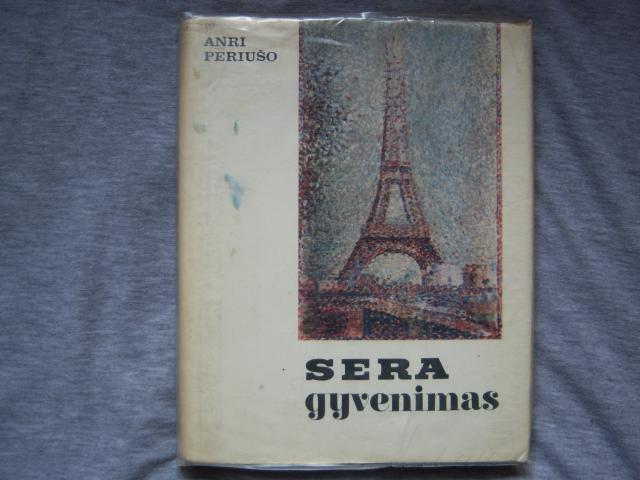 ANRI
PERIUŠO
SERA
gyvenimas